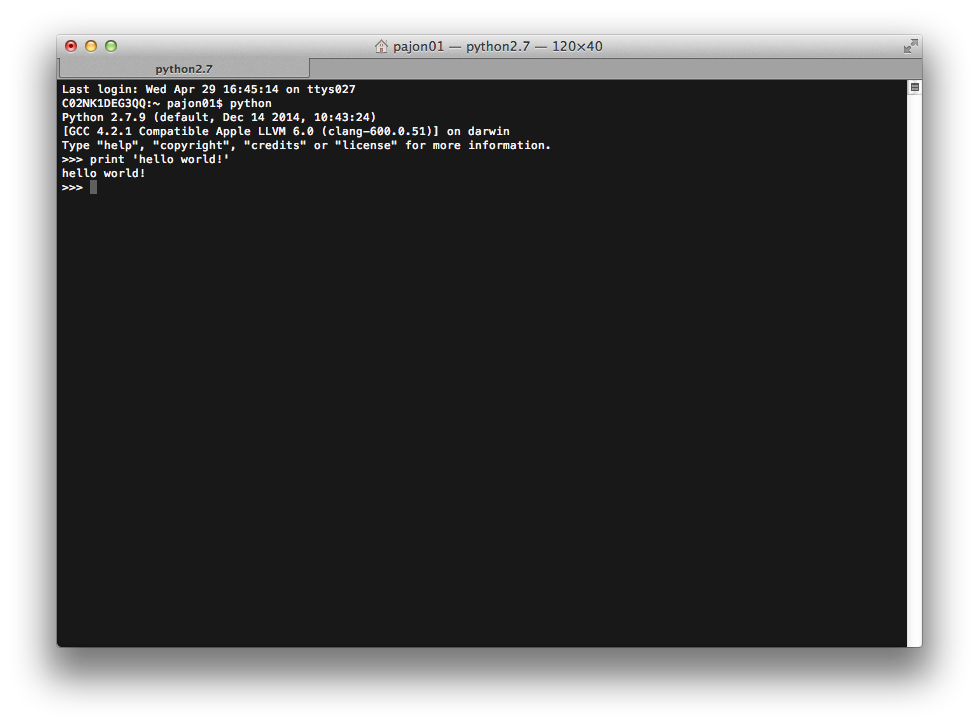 pajon01 — python2.7 — 120×40
python2.7
Last login: Wed Apr 29 16:45:14 on ttys027
C02NK1DEG3QQ:~ pajon01$ python
Python 2.7.9 (default, Dec 14 2014, 10:43:24)
[GCC 4.2.1 Compatible Apple LLVM 6.0 (clang-600.0.51)] on darwin
Type "help", "copyright", "credits" or "license" for more information.
>>> print 'hello world!'
hello world!
>>>